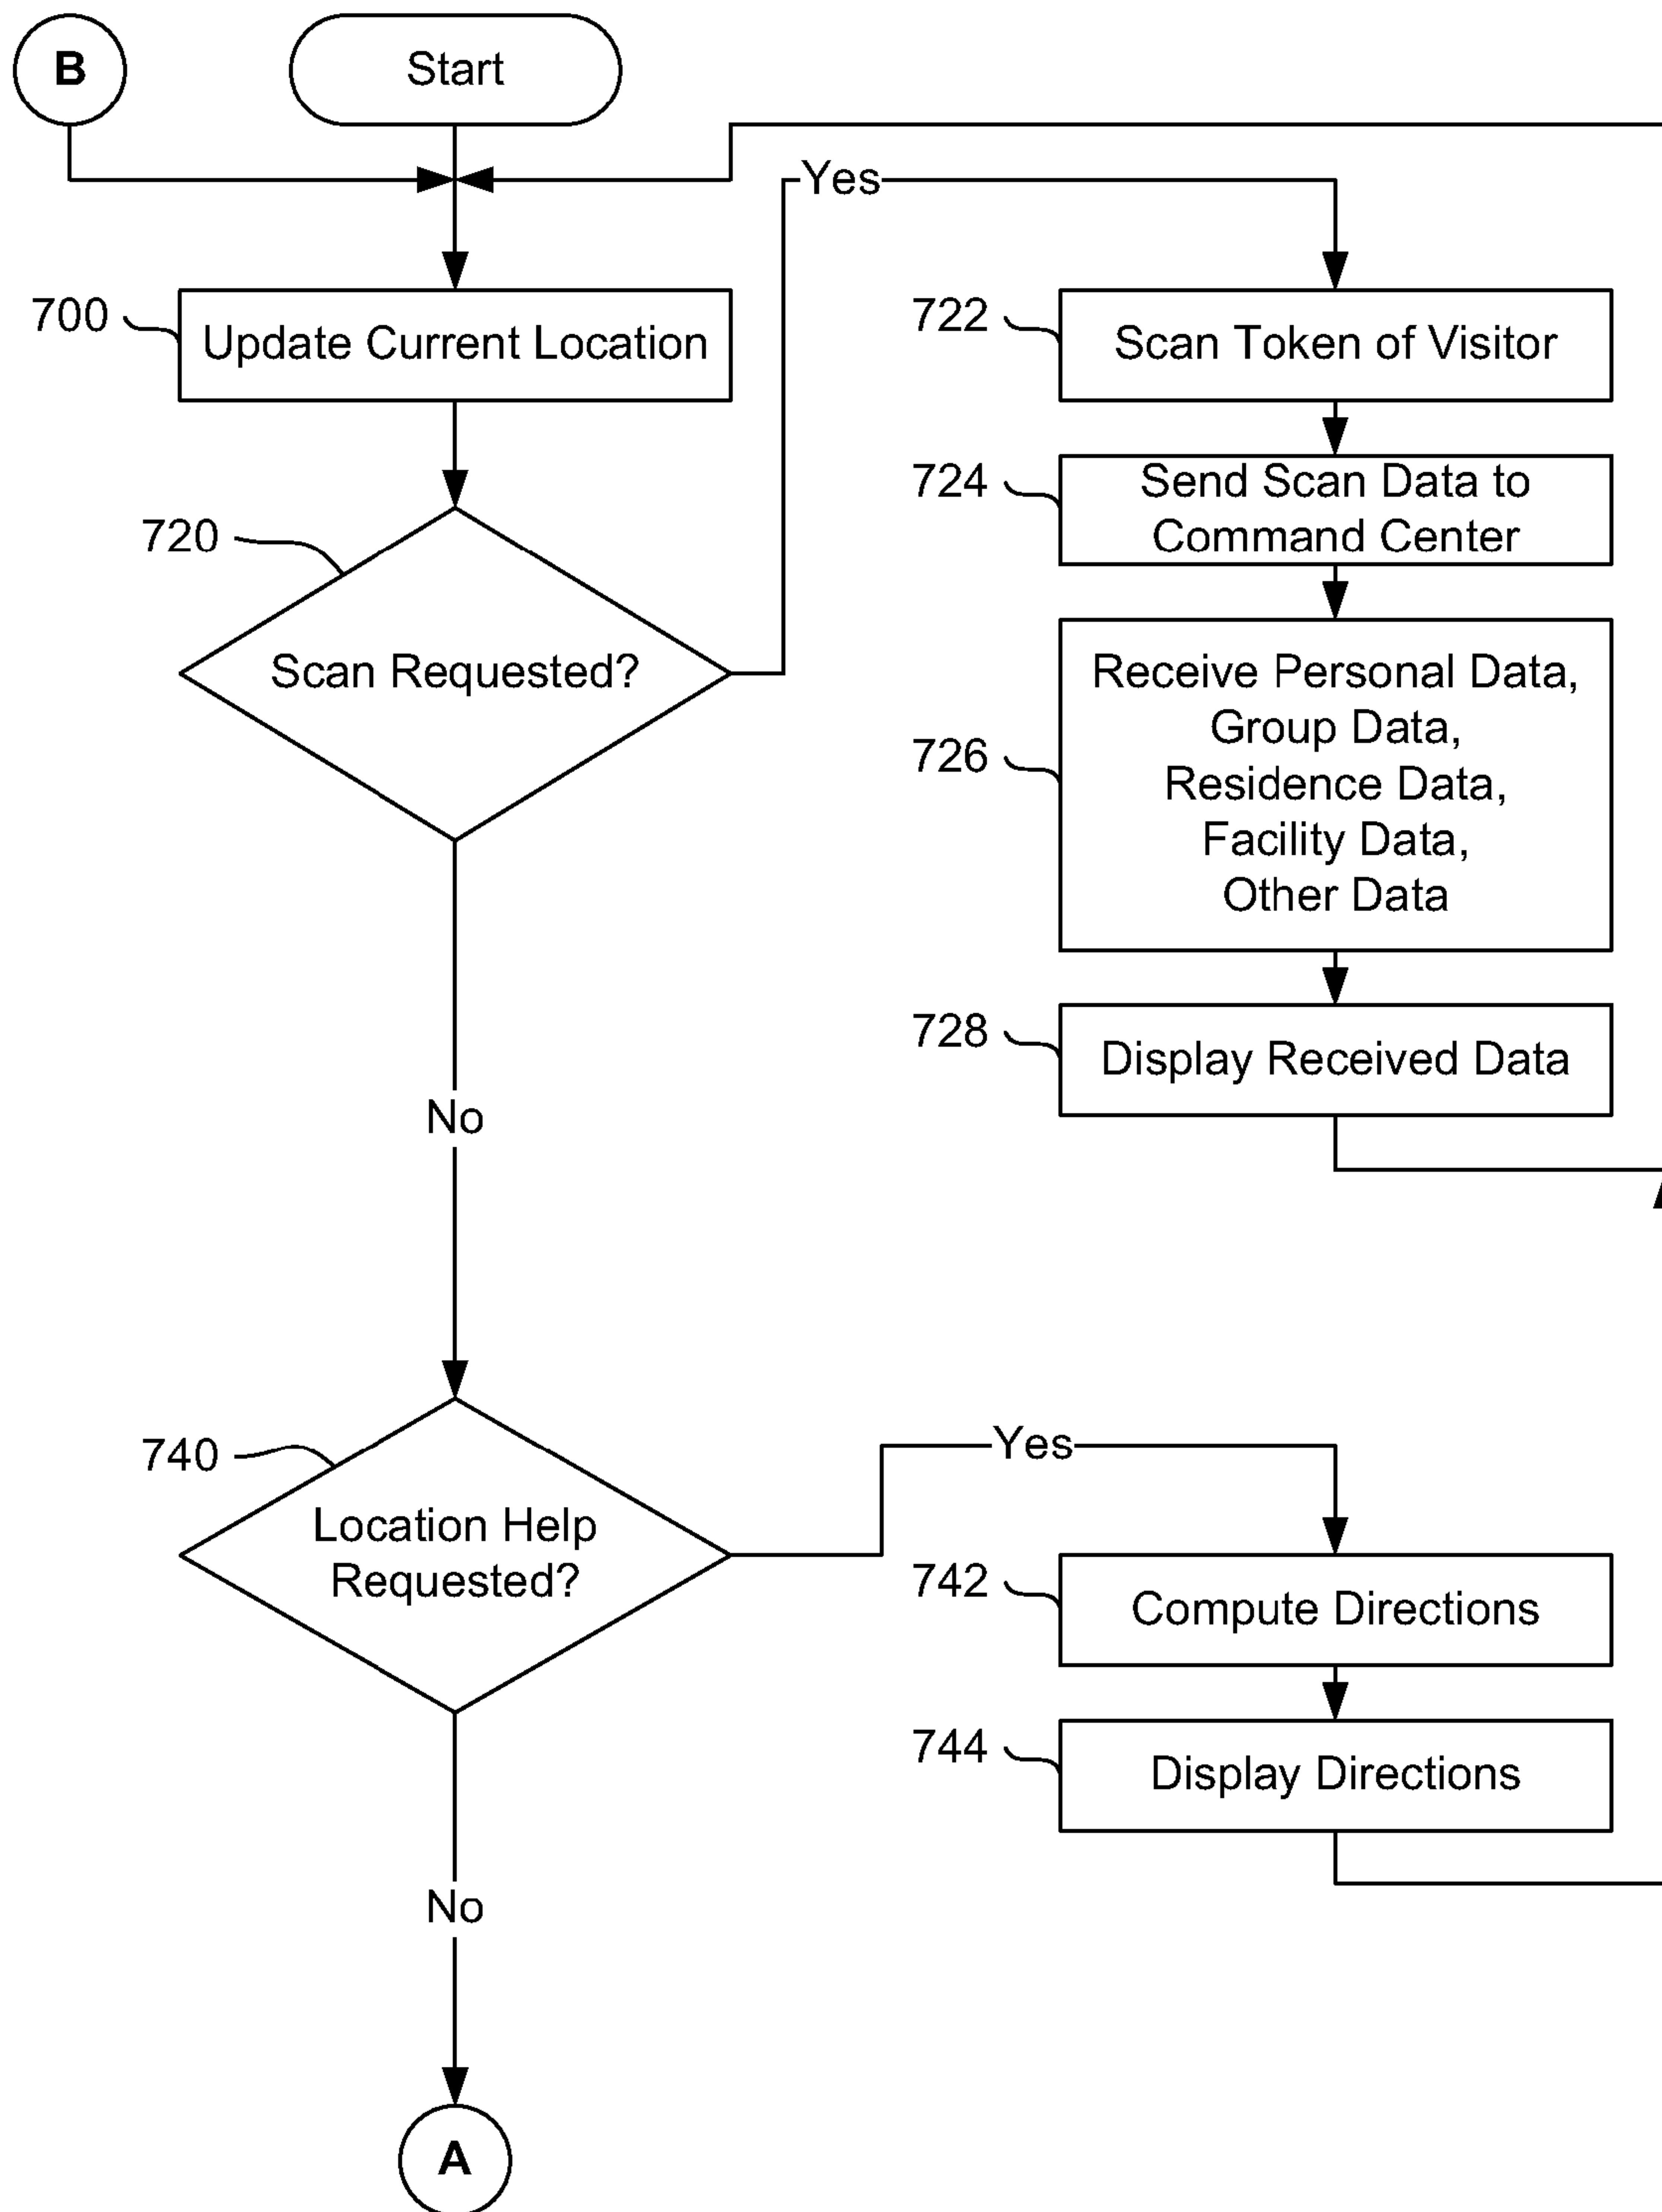 B
Start
Yes
700
Update Current Location
722
Scan Token of Visitor
724
Send Scan Data to
Command Center
720
Scan Requested?
726
Receive Personal Data,
Group Data,
Residence Data,
Facility Data,
Other Data
728
Display Received Data
No
740
Location Help
Requested?
Yes
742
Compute Directions
744
Display Directions
No
A